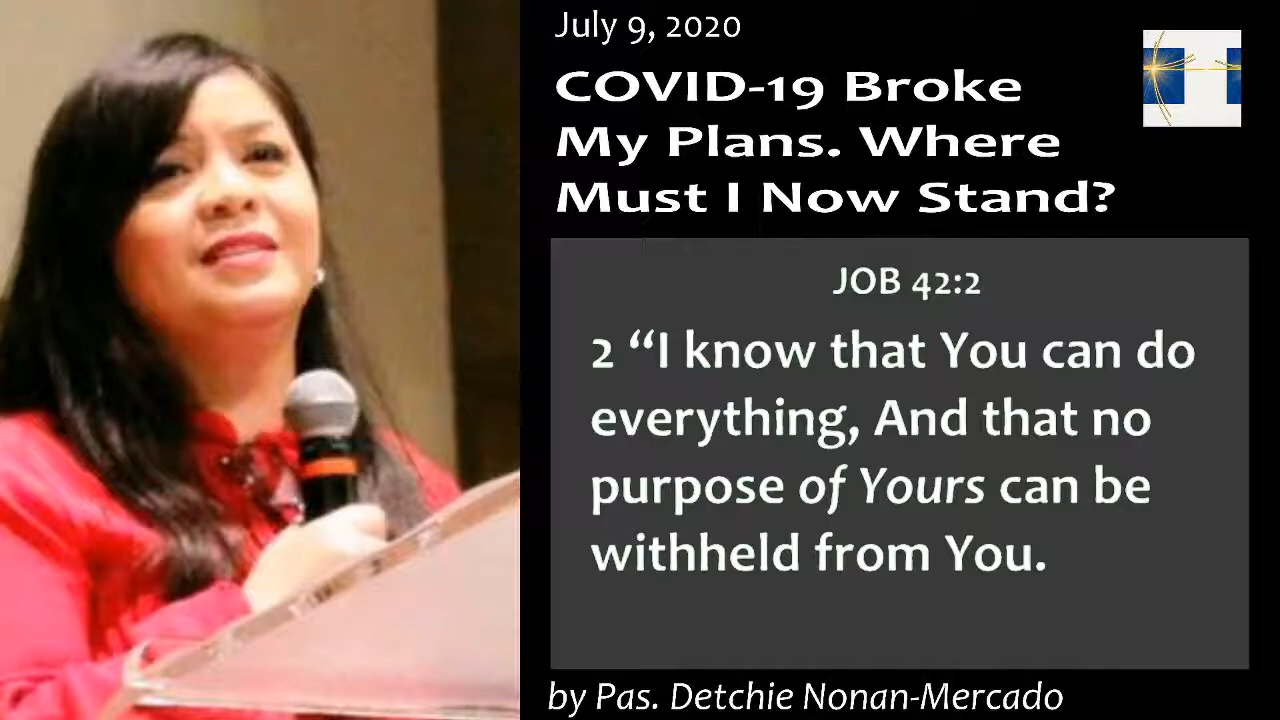 July 9, 2020
COVID-19 Broke
My Plans. Where
Must I Now Stand?
JOB 42:2
2 “I know that You can do
everything, And that no
purpose of Yours can be
withheld from You.
by Pas. Detchie Nonan-Mercado